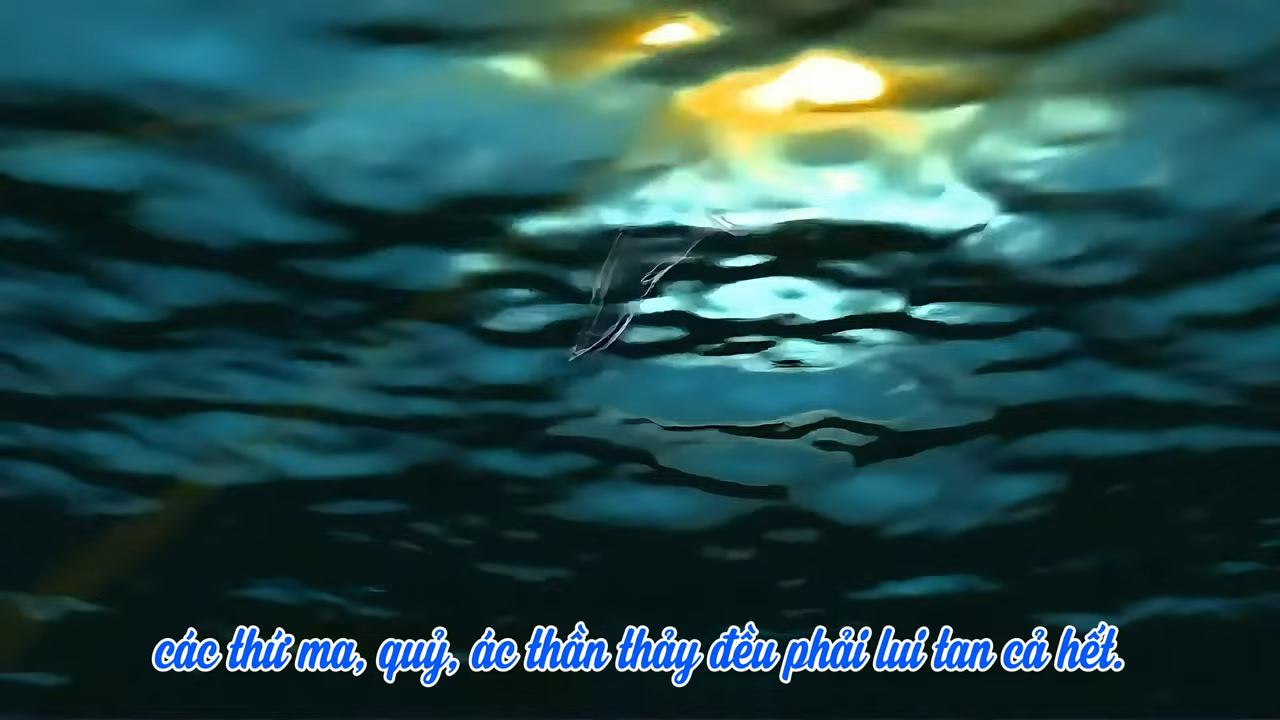 các thứ ma, quỷ, ác thần thảy đều phải lui tan cả hết.